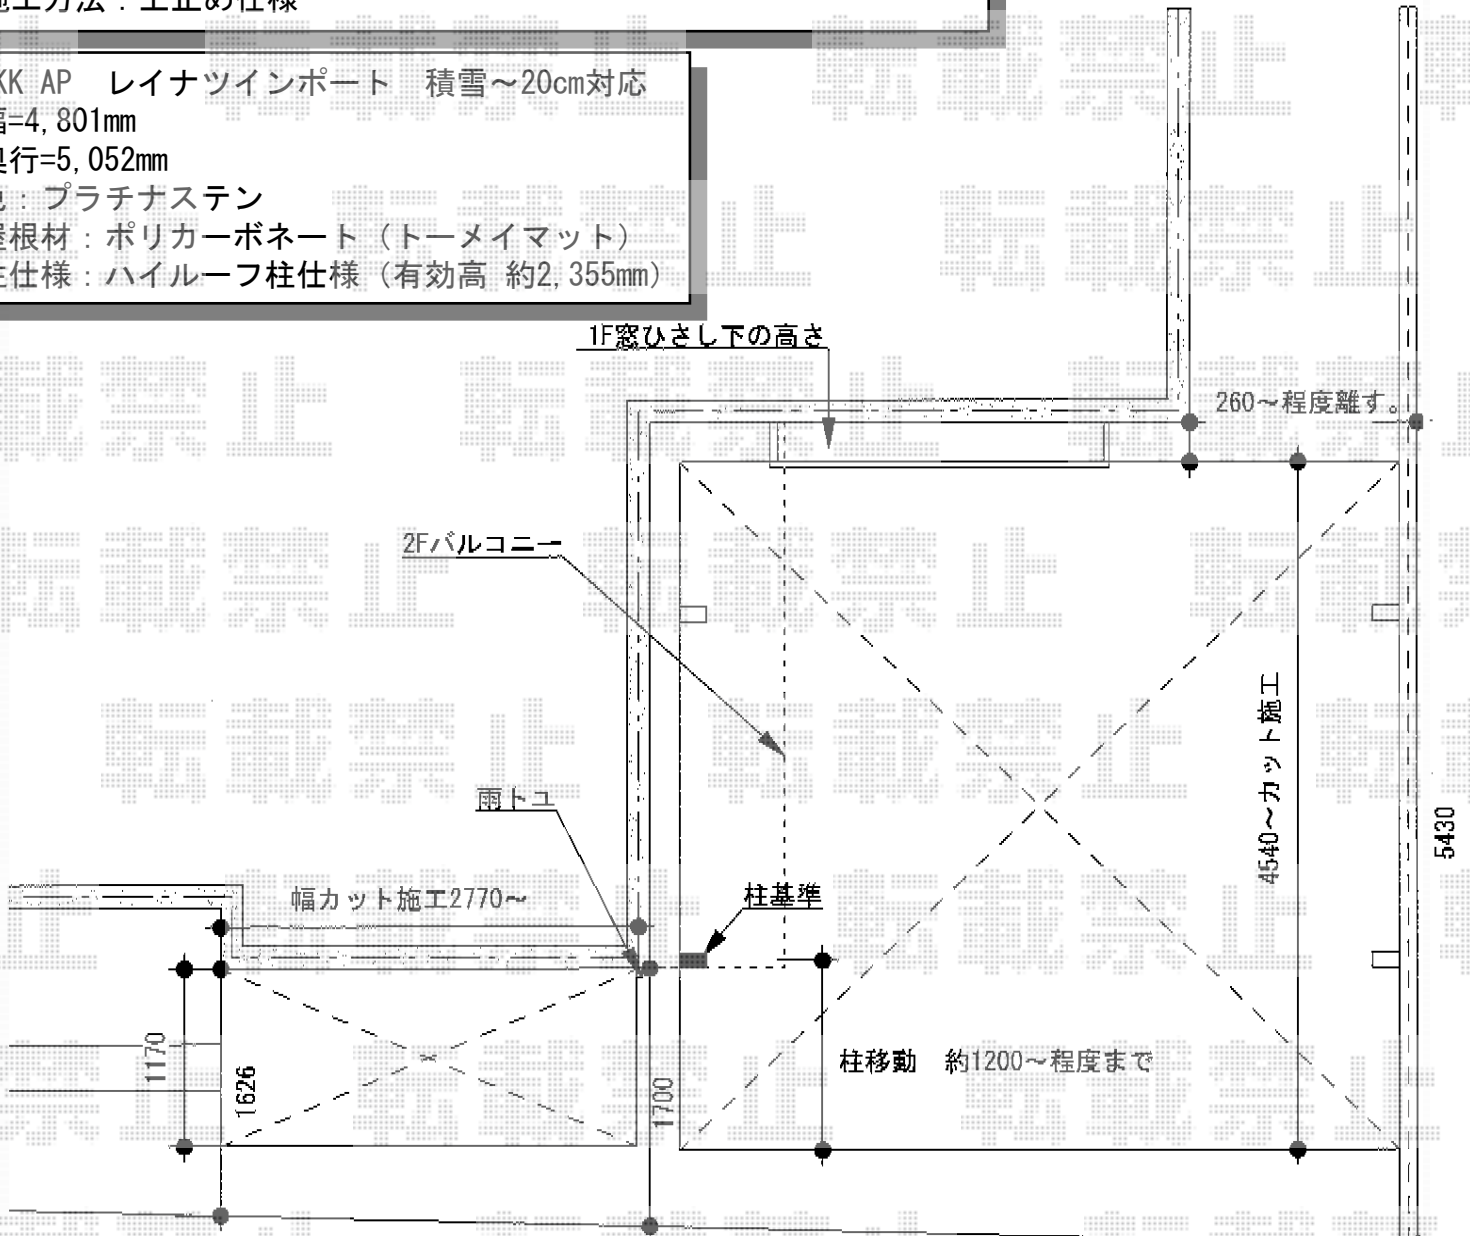 施工方法：土止め仕様
KK AP　レイナツインポート　積雪～20cm対応
幅=4,801mm
奥行=5,052mm
色：プラチナステン
屋根材：ポリカーボネート（トーメイマット）
柱仕様：ハイルーフ柱仕様（有効高 約2,355mm）
1F窓ひさし下の高さ
260～程度離す。
2Fバルコニー
4540～カット施工
雨トユ
5430
幅カット施工2770～
柱基準
1170
1626
1700
柱移動　約1200～程度まで
転載禁止